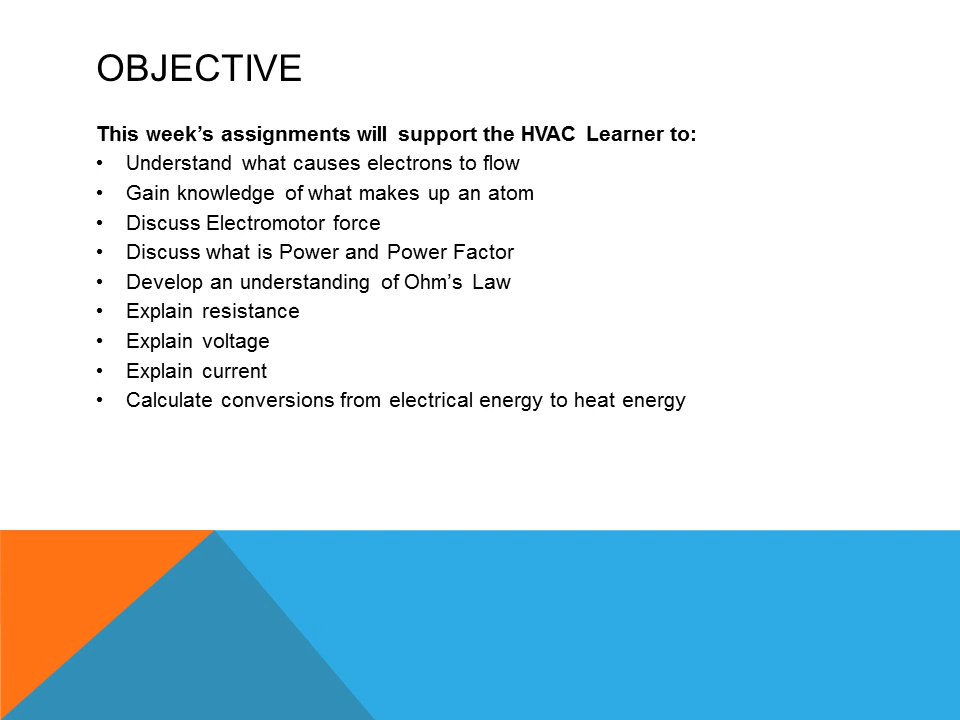 OBJECTIVE
This week’s assignments will support the HVAC Learner to:
• Understand what causes electrons to flow
• Gain knowledge of what makes up an atom
• Discuss Electromotor force
• Discuss what is Power and Power Factor
• Develop an understanding of Ohm’s Law
• Explain resistance
• Explain voltage
• Explain current
• Calculate conversions from electrical energy to heat energy